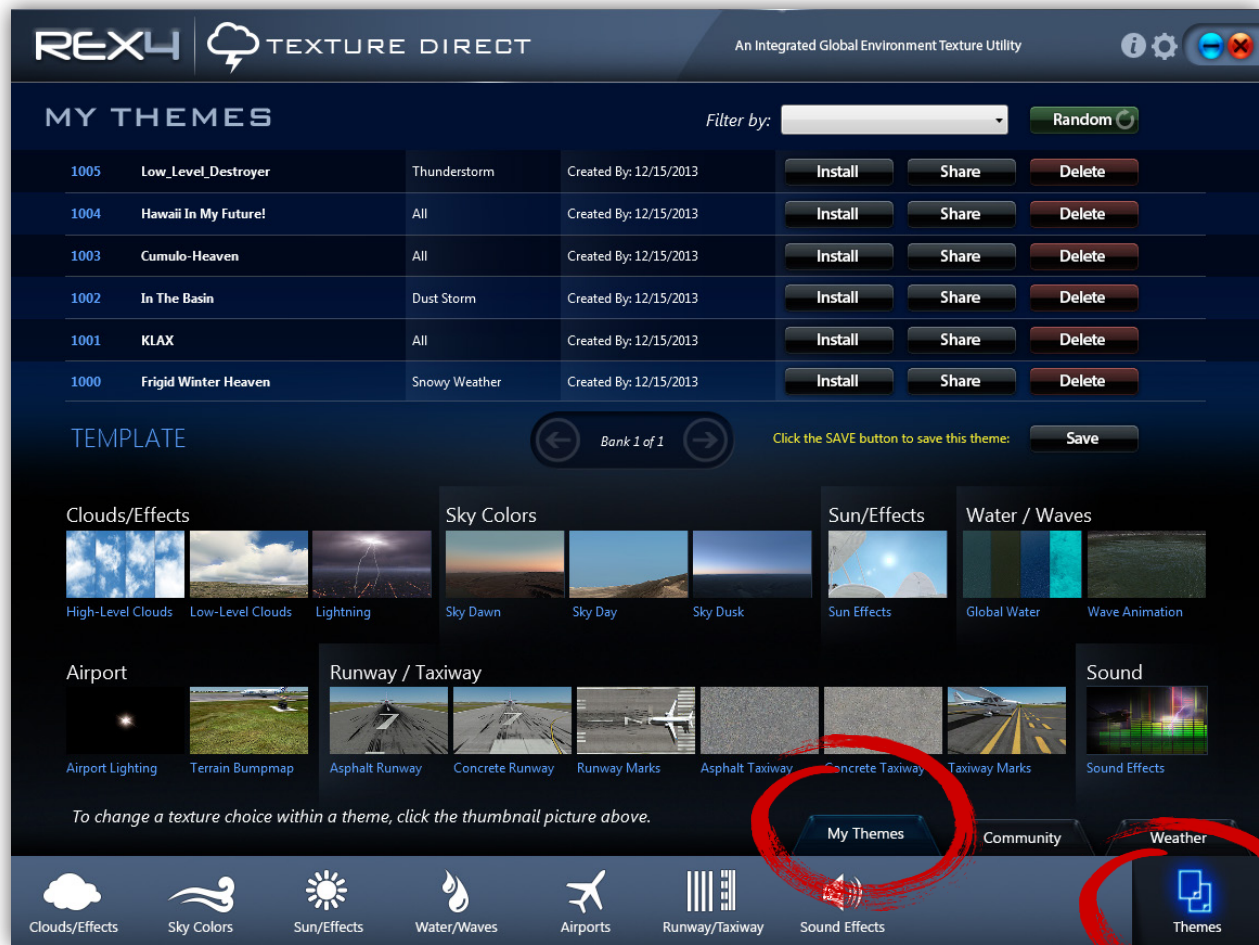 REX4 TEXTURE DIRECT An Integrated Global Environment Texture Utility i
MY THEMES Filter by: Random
1005 Low_Level_Destroyer Thunderstorm Created By: 12/15/2013 Install Share Delete
1004 Hawaii In My Future! All Created By: 12/15/2013 Install Share Delete
1003 Cumulo-Heaven All Created By: 12/15/2013 Install Share Delete
1002 In The Basin Dust Storm Created By: 12/15/2013 Install Share Delete
1001 KLAX All Created By: 12/15/2013 Install Share Delete
1000 Frigid Winter Heaven Snowy Weather Created By: 12/15/2013 Install Share Delete
TEMPLATE Bank 1 of 1 Click the SAVE button to save this theme: Save
Clouds/Effects Sky Colors Sun/Effects Water / Waves
High-Level Clouds Low-Level Clouds Lightning Sky Dawn Sky Day Sky Dusk Sun Effects Global Water Wave Animation
Airport Runway / Taxiway Sound
Airport Lighting Terrain Bumpmap Asphalt Runway Concrete Runway Runway Marks Asphalt Taxiway Concrete Taxiway Taxiway Marks Sound Effects
To change a texture choice within a theme, click the thumbnail picture above.
My Themes Community Weather
Clouds/Effects Sky Colors Sun/Effects Water/Waves Airports Runway/Taxiway Sound Effects Themes